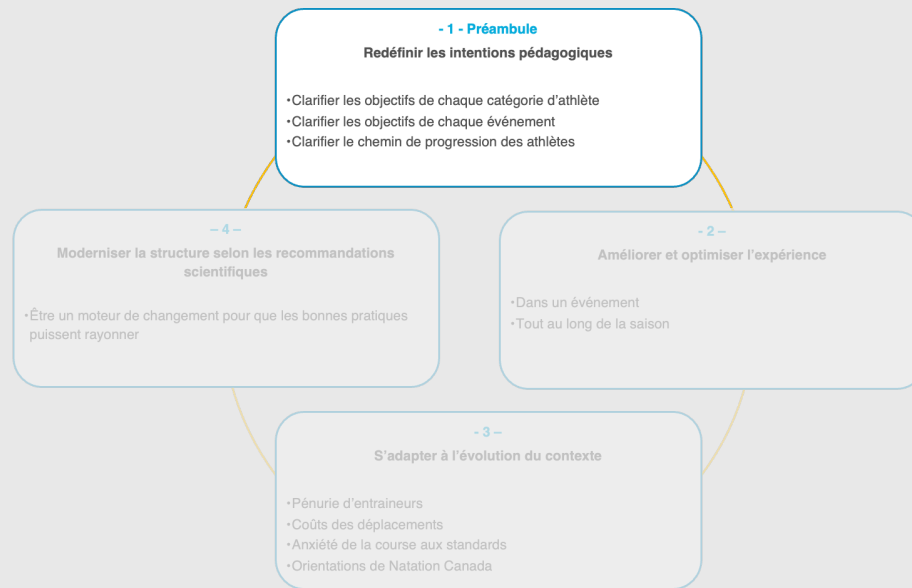 - 1 - Préambule
Redéfinir les intentions pédagogiques
•Clarifier les objectifs de chaque catégorie d'athlète
•Clarifier les objectifs de chaque événement
•Clarifier le chemin de progression des athlètes
– 4 –
Moderniser la structure selon les recommandations
scientifiques
•Être un moteur de changement pour que les bonnes pratiques
puissent rayonner
- 2 –
Améliorer et optimiser l'expérience
•Dans un événement
•Tout au long de la saison
- 3 –
S'adapter à l'évolution du contexte
•Pénurie d'entraineurs
•Coûts des déplacements
•Anxiété de la course aux standards
•Orientations de Natation Canada